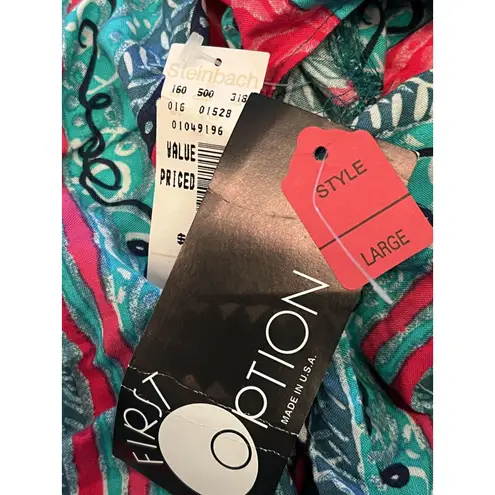 Steinbach
160 500 318
016 01528
01049196
VALUE
PRICED
STYLE
LARGE
FIRST
OPTION
MADE IN U.S.A.